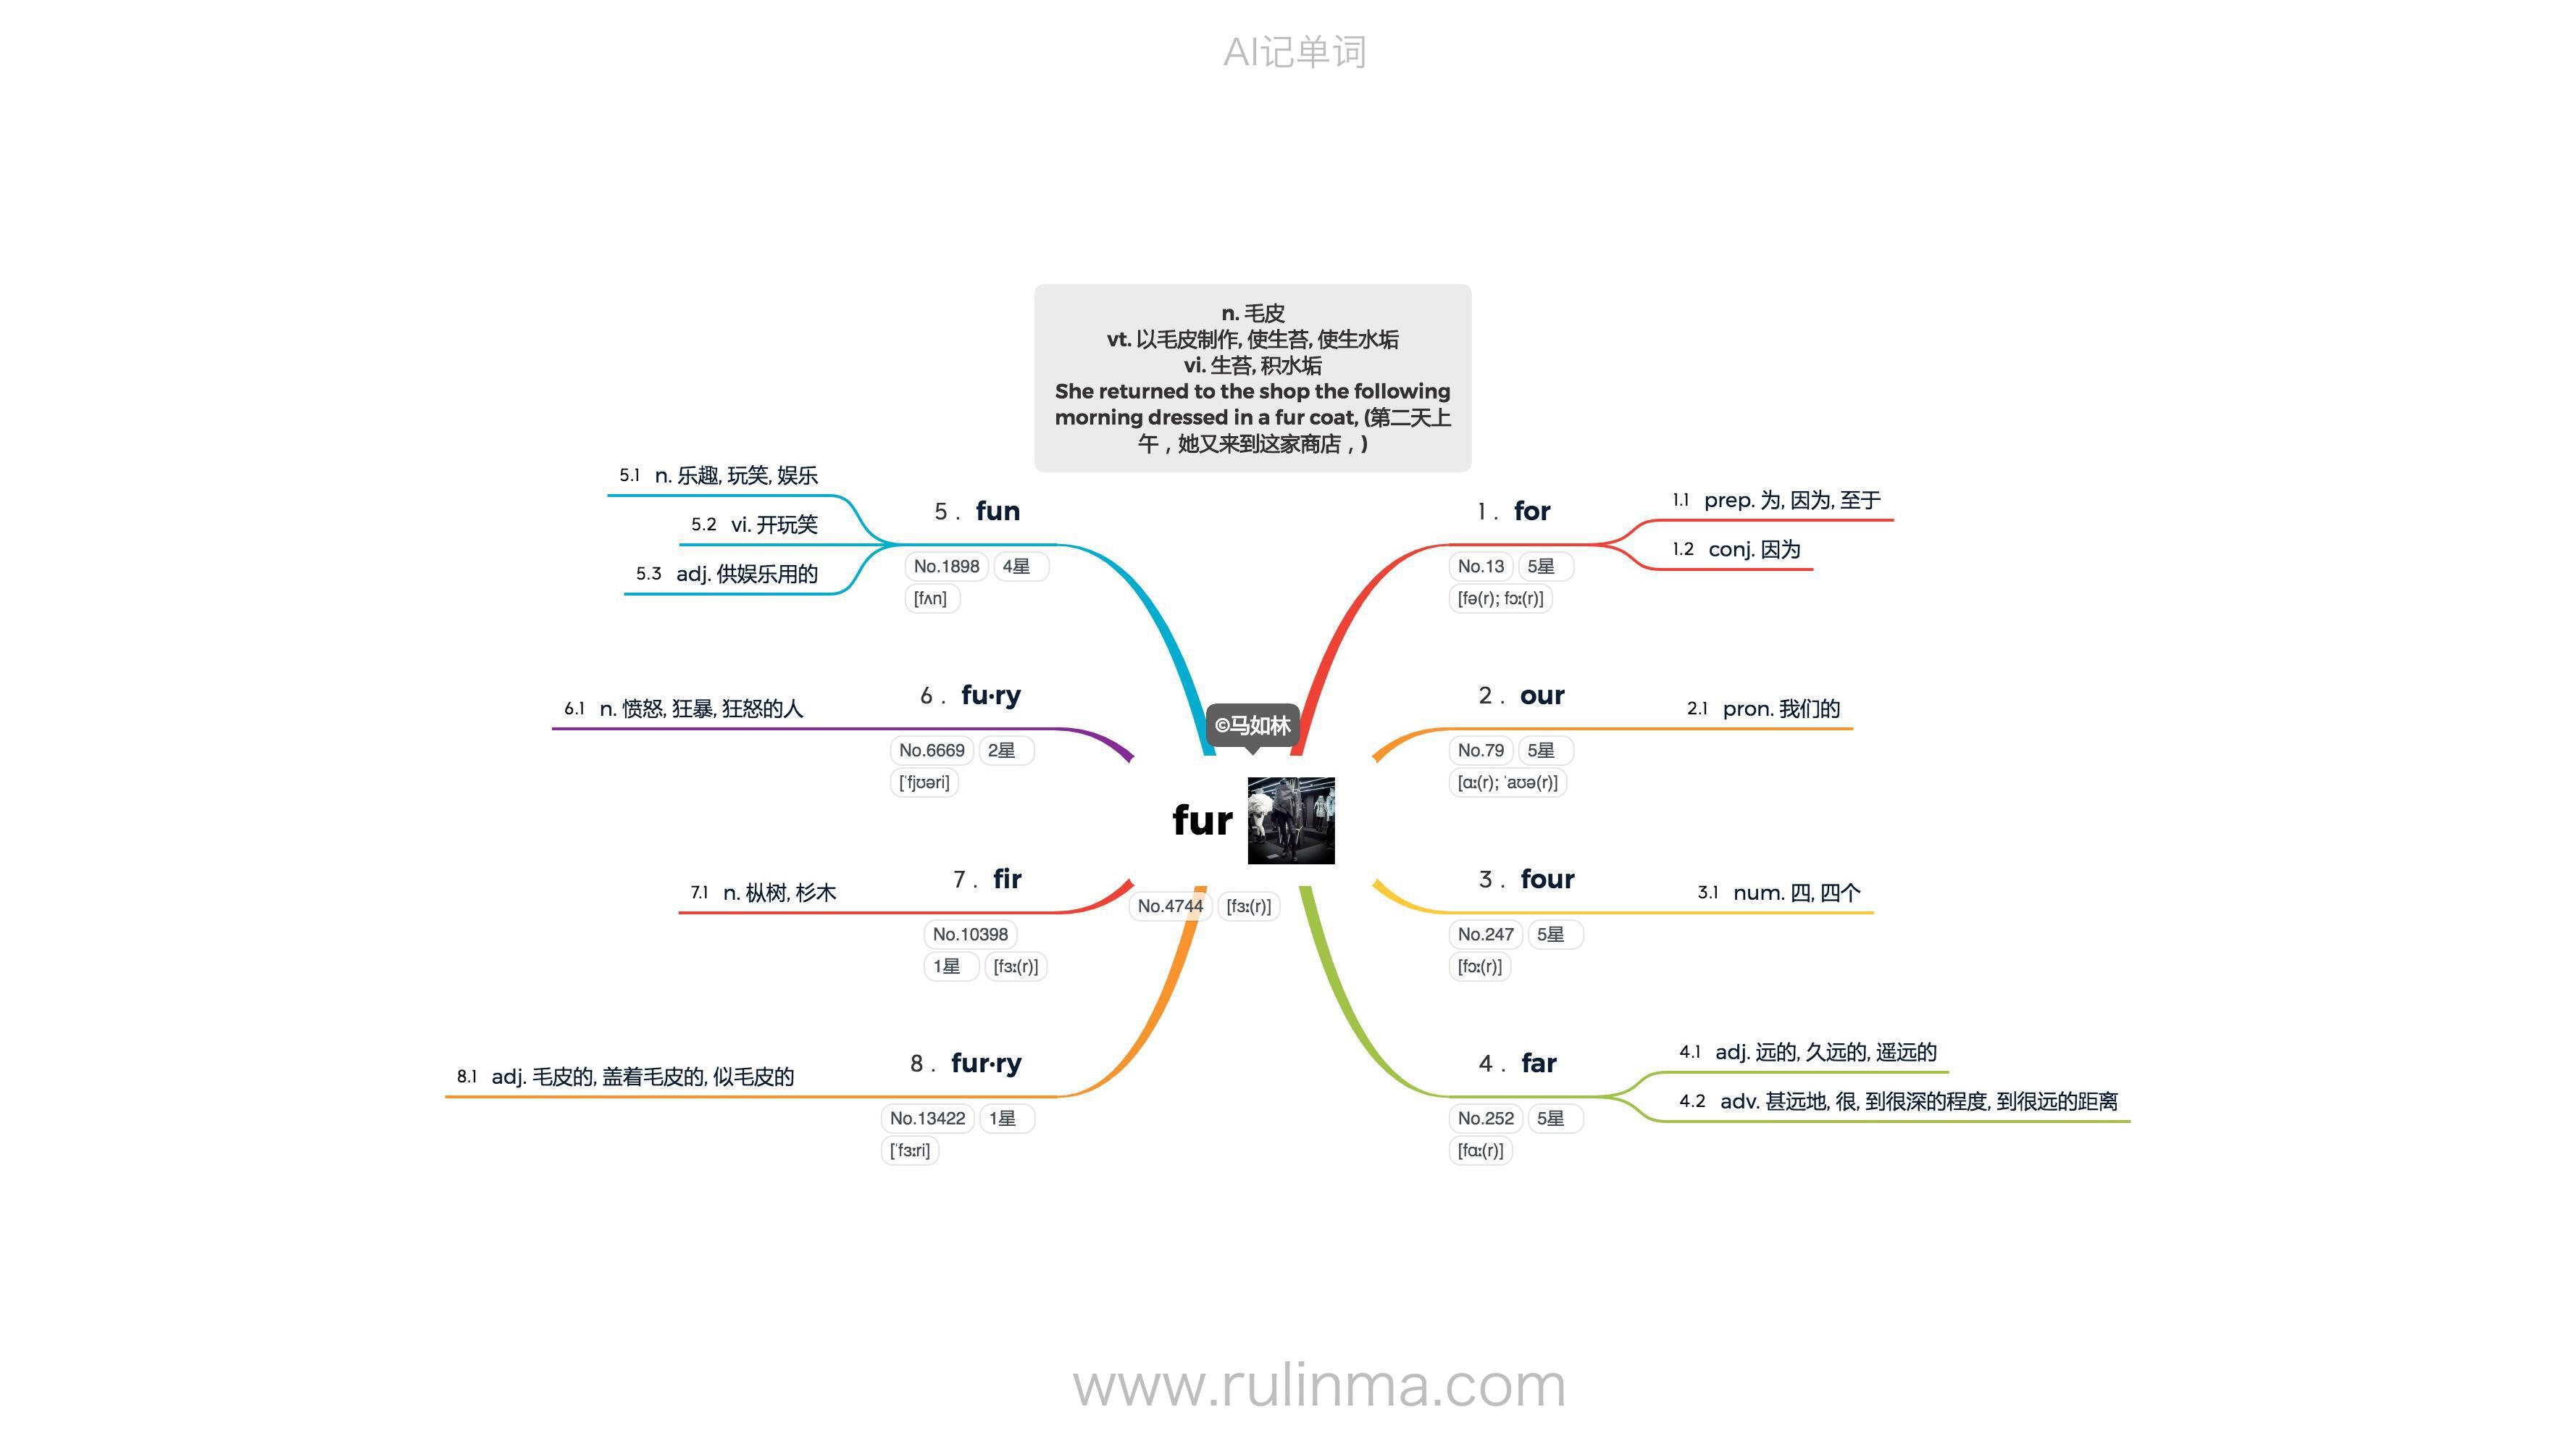 AI记单词
n. 毛皮
vt. 以毛皮制作, 使生苔, 使生水垢
vi. 生苔, 积水垢
She returned to the shop the following
morning dressed in a fur coat, (第二天上
午，她又来到这家商店，)
©马如林
fur
No.4744 [fɜː(r)]
1 . for
No.13 5星
[fə(r); fɔː(r)]
1.1 prep. 为, 因为, 至于
1.2 conj. 因为
2 . our
No.79 5星
[ɑː(r); ˈaʊə(r)]
2.1 pron. 我们的
3 . four
No.247 5星
[fɔː(r)]
3.1 num. 四, 四个
4 . far
No.252 5星
[fɑː(r)]
4.1 adj. 远的, 久远的, 遥远的
4.2 adv. 甚远地, 很, 到很深的程度, 到很远的距离
5 . fun
No.1898 4星
[fʌn]
5.1 n. 乐趣, 玩笑, 娱乐
5.2 vi. 开玩笑
5.3 adj. 供娱乐用的
6 . fu·ry
No.6669 2星
[ˈfjʊəri]
6.1 n. 愤怒, 狂暴, 狂怒的人
7 . fir
No.10398
1星 [fɜː(r)]
7.1 n. 枞树, 杉木
8 . fur·ry
No.13422 1星
[ˈfɜːri]
8.1 adj. 毛皮的, 盖着毛皮的, 似毛皮的
www.rulinma.com